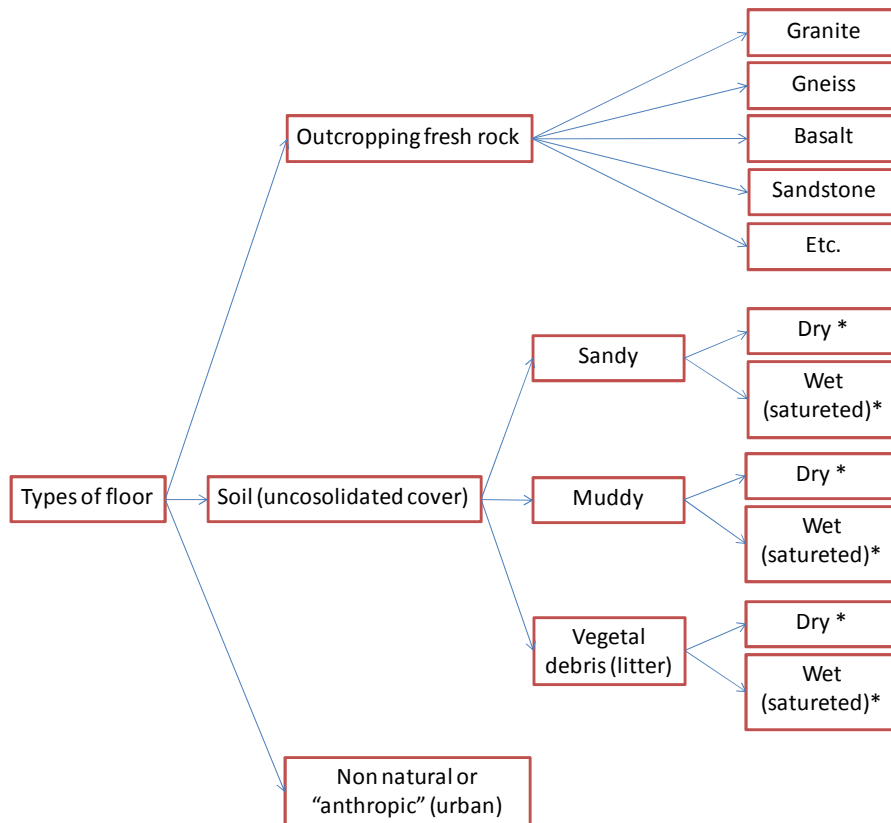 Types of floor
Outcropping fresh rock
Granite
Gneiss
Basalt
Sandstone
Etc.
Soil (uncosolidated cover)
Sandy
Dry *
Wet
(satureted)*
Muddy
Dry *
Wet
(satureted)*
Vegetal
debris (litter)
Dry *
Wet
(satureted)*
Non natural or
“anthropic” (urban)